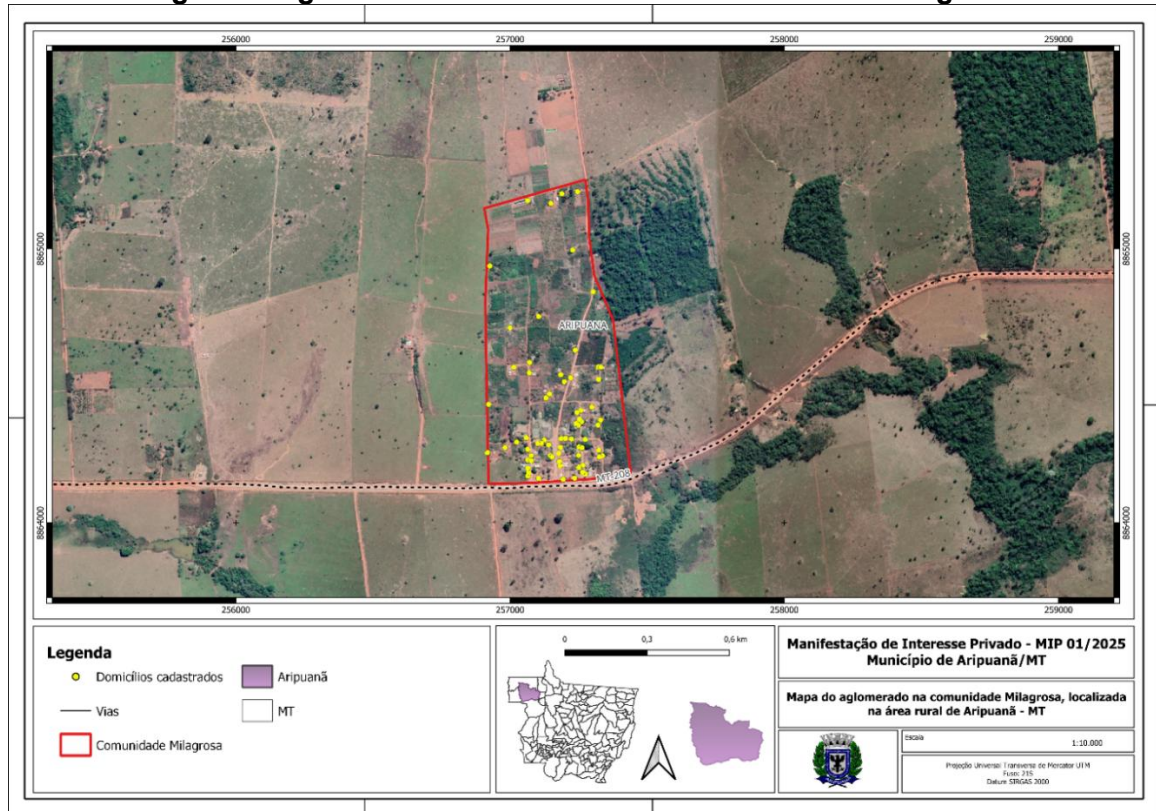 256000
257000
258000
259000
8865000
8865000
ARIPUANA
MT-208
8864000
8864000
256000
257000
258000
259000
Legenda
Domicílios cadastrados
Aripuanã
Vias
MT
Comunidade Milagrosa
0
0,3
0,6 km
Manifestação de Interesse Privado - MIP 01/2025
Município de Aripuanã/MT
Mapa do aglomerado na comunidade Milagrosa, localizada
na área rural de Aripuanã - MT
Escala
1:10.000
Projeção Universal Transversa de Mercator UTM
Fuso: 21S
Datum SIRGAS 2000